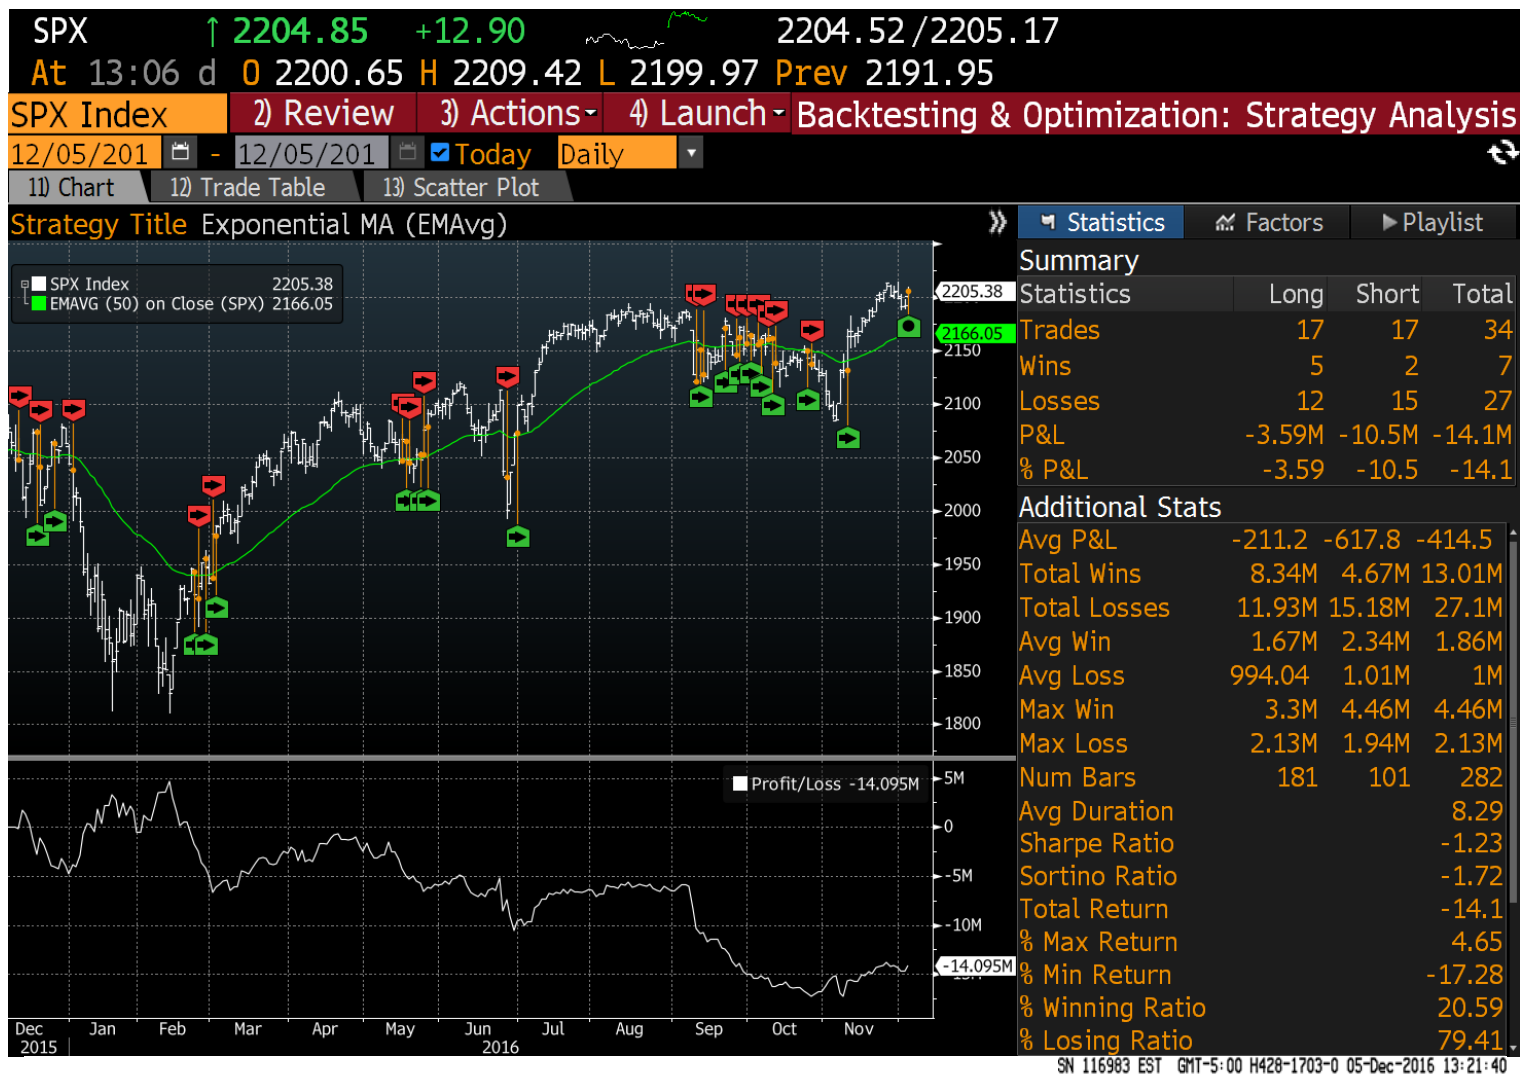 SPX ↑ 2204.85 +12.90 2204.52/2205.17
At 13:06 d O 2200.65 H 2209.42 L 2199.97 Prev 2191.95
SPX Index 2) Review 3) Actions 4) Launch Backtesting & Optimization: Strategy Analysis
12/05/201 - 12/05/201 Today Daily
11) Chart 12) Trade Table 13) Scatter Plot
Strategy Title Exponential MA (EMAvg)
SPX Index 2205.38
EMAVG (50) on Close (SPX) 2166.05
2205.38
2166.05
2150
2100
2050
2000
1950
1900
1850
1800
Profit/Loss -14.095M
5M
0
-5M
-10M
-14.095M
Dec Jan Feb Mar Apr May Jun Jul Aug Sep Oct Nov
2015 2016
Statistics Factors Playlist
Summary
Statistics Long Short Total
Trades 17 17 34
Wins 5 2 7
Losses 12 15 27
P&L -3.59M -10.5M -14.1M
% P&L -3.59 -10.5 -14.1
Additional Stats
Avg P&L -211.2 -617.8 -414.5
Total Wins 8.34M 4.67M 13.01M
Total Losses 11.93M 15.18M 27.1M
Avg Win 1.67M 2.34M 1.86M
Avg Loss 994.04 1.01M 1M
Max Win 3.3M 4.46M 4.46M
Max Loss 2.13M 1.94M 2.13M
Num Bars 181 101 282
Avg Duration 8.29
Sharpe Ratio -1.23
Sortino Ratio -1.72
Total Return -14.1
% Max Return 4.65
% Min Return -17.28
% Winning Ratio 20.59
% Losing Ratio 79.41
SN 116983 EST GMT-5:00 H428-1703-0 05-Dec-2016 13:21:40